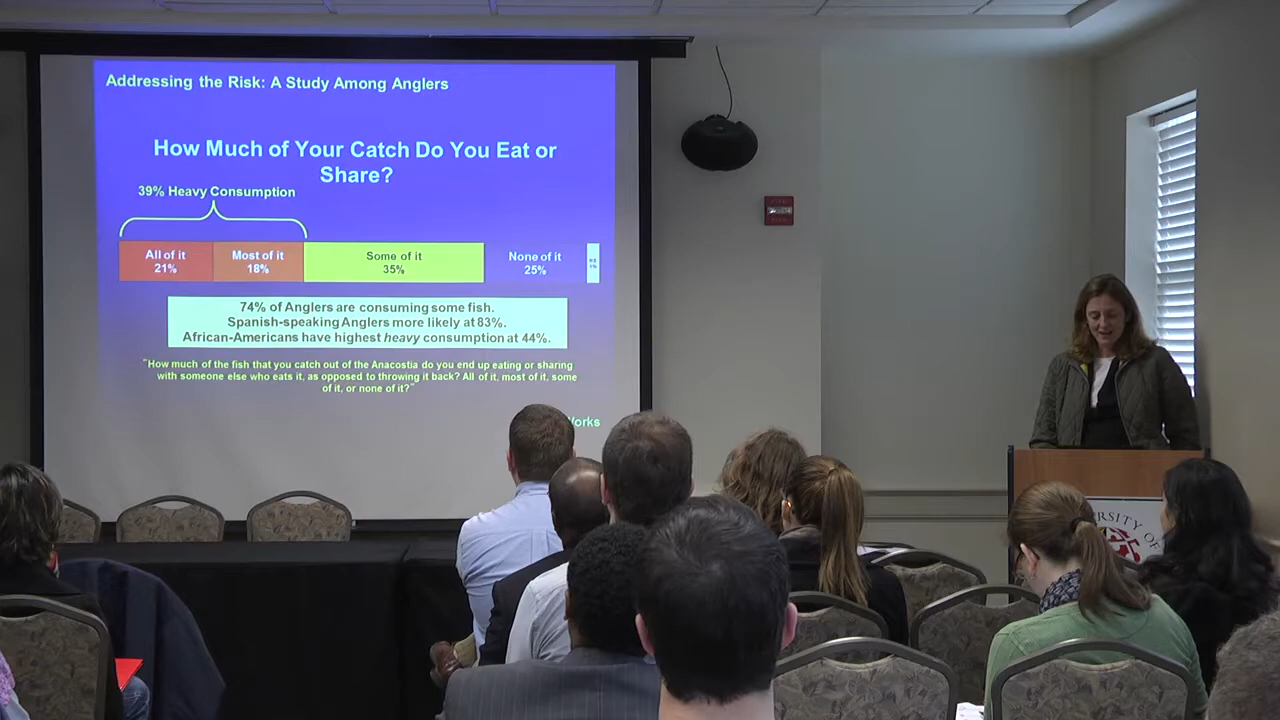 Addressing the Risk: A Study Among Anglers
How Much of Your Catch Do You Eat or
Share?
39% Heavy Consumption
All of it
21%
Most of it
18%
Some of it
35%
None of it
25%
74% of Anglers are consuming some fish.
Spanish-speaking Anglers more likely at 83%.
African-Americans have highest heavy consumption at 44%.
"How much of the fish that you catch out of the Anacostia do you end up eating or sharing
with someone else who eats it, as opposed to throwing it back? All of it, most of it, some
of it, or none of it?"
Works
RSITY OF